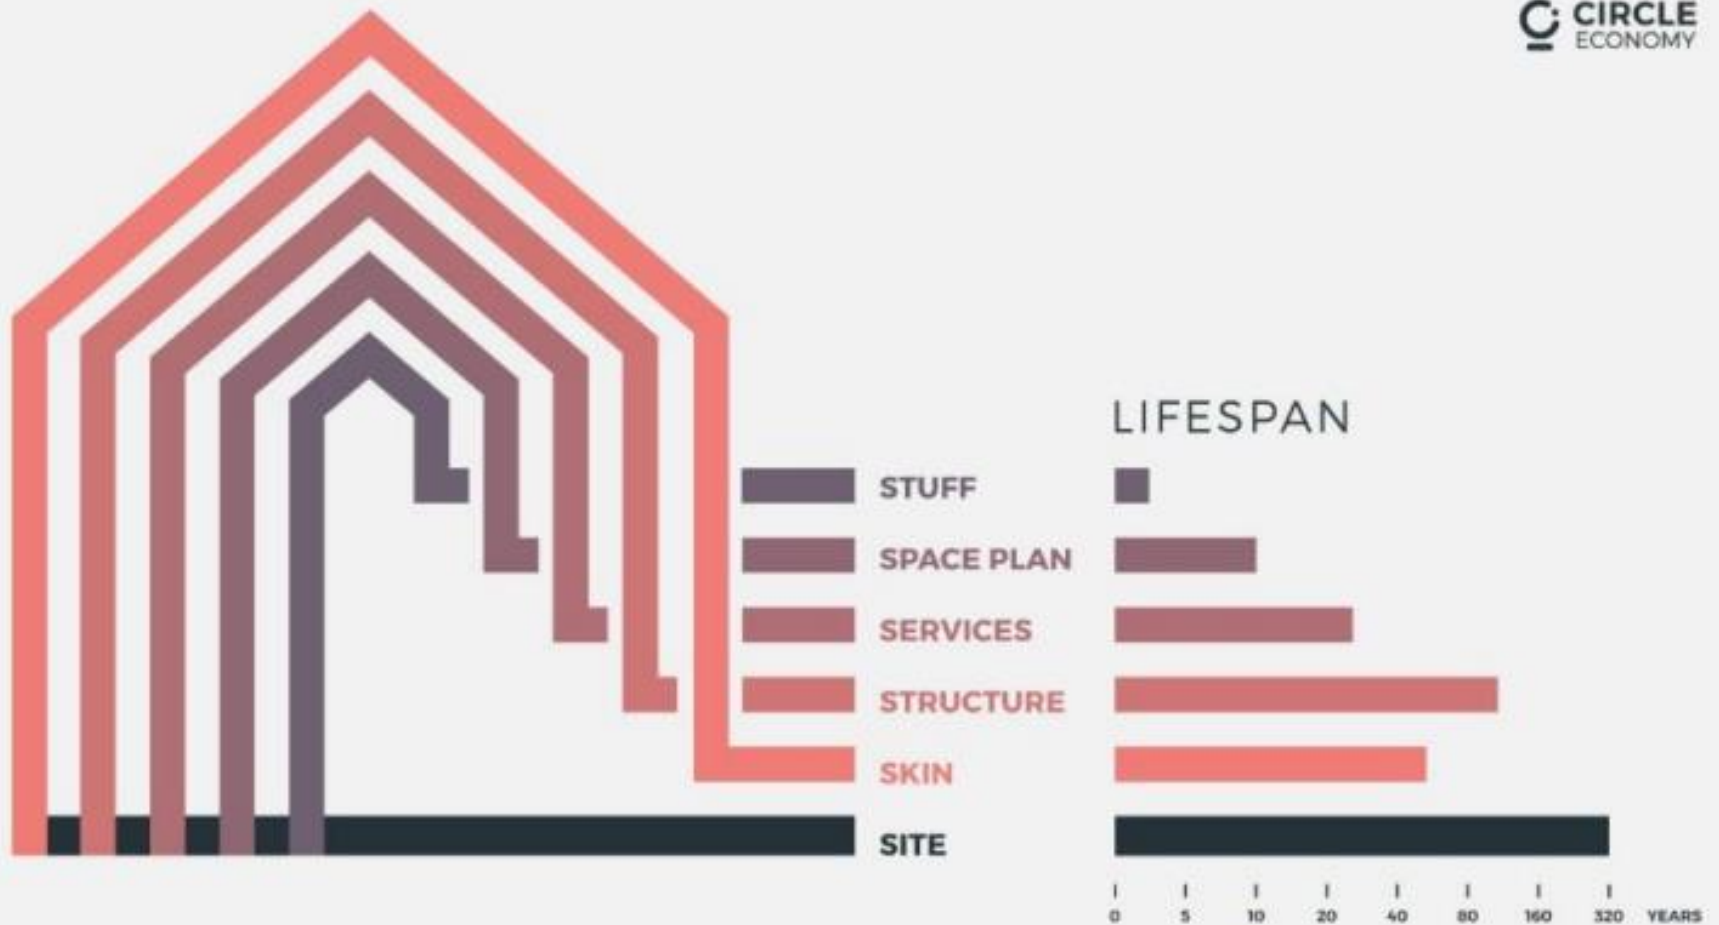 CIRCLE
ECONOMY
LIFESPAN
STUFF
SPACE PLAN
SERVICES
STRUCTURE
SKIN
SITE
0 5 10 20 40 80 160 320 YEARS